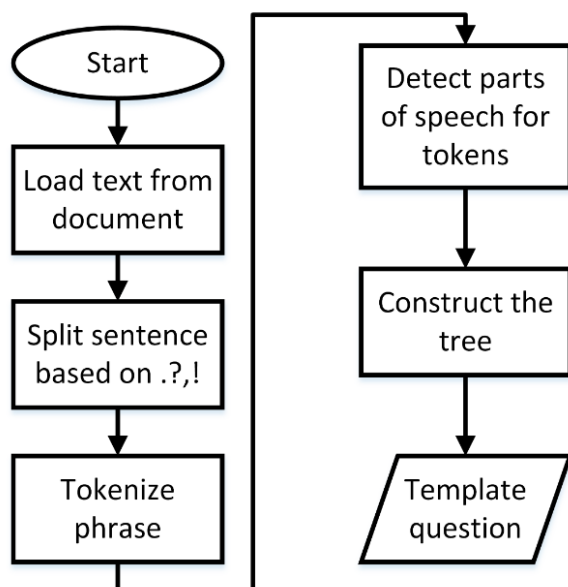 Start
Load text from
document
Split sentence
based on .?,!
Tokenize
phrase
Detect parts
of speech for
tokens
Construct the
tree
Template
question